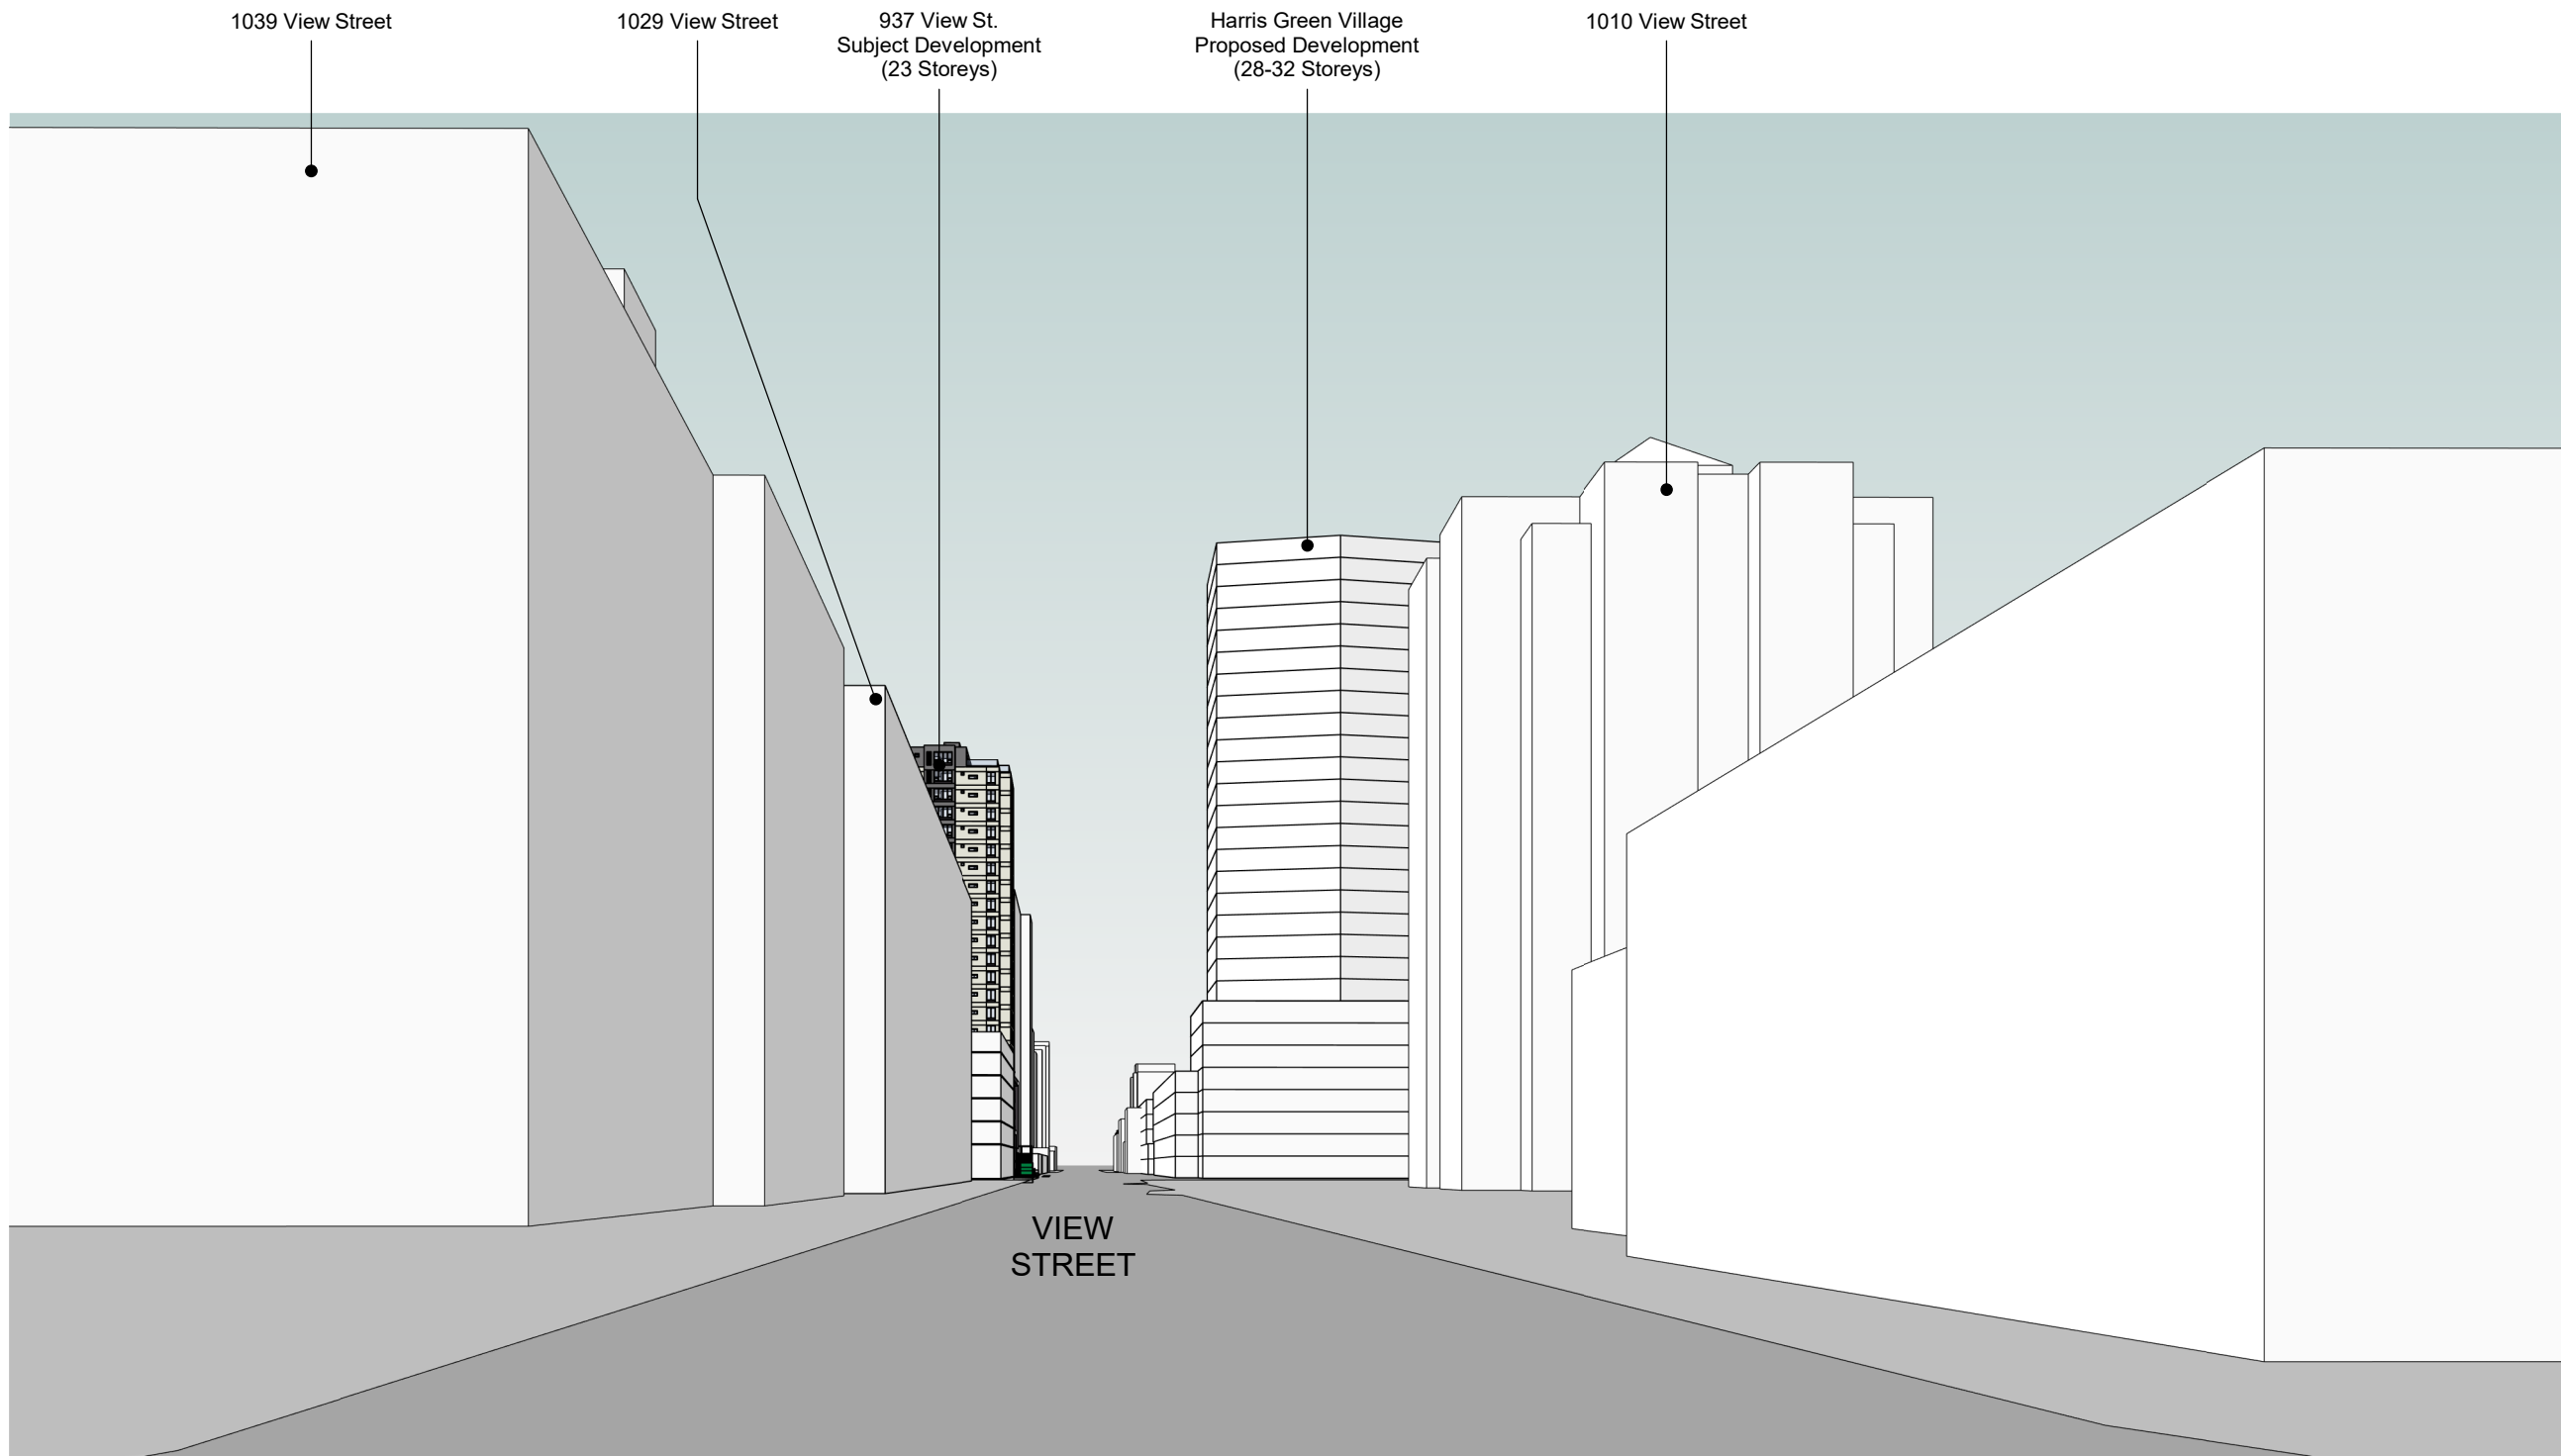 1039 View Street
1029 View Street
937 View St.
Subject Development
(23 Storeys)
Harris Green Village
Proposed Development
(28-32 Storeys)
1010 View Street
VIEW
STREET